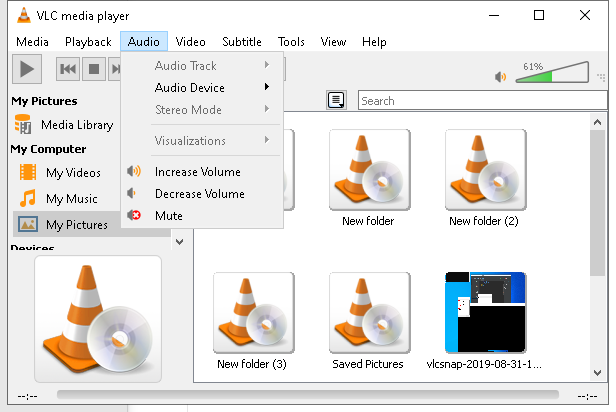 VLC media player
Media Playback Audio Video Subtitle Tools View Help
61%
Audio Track
Audio Device
Stereo Mode
Visualizations
Increase Volume
Decrease Volume
Mute
My Pictures
Media Library
My Computer
My Videos
My Music
My Pictures
Devices
Search
New folder
New folder (2)
New folder (3)
Saved Pictures
vlcsnap-2019-08-31-1...
--:--
--:--